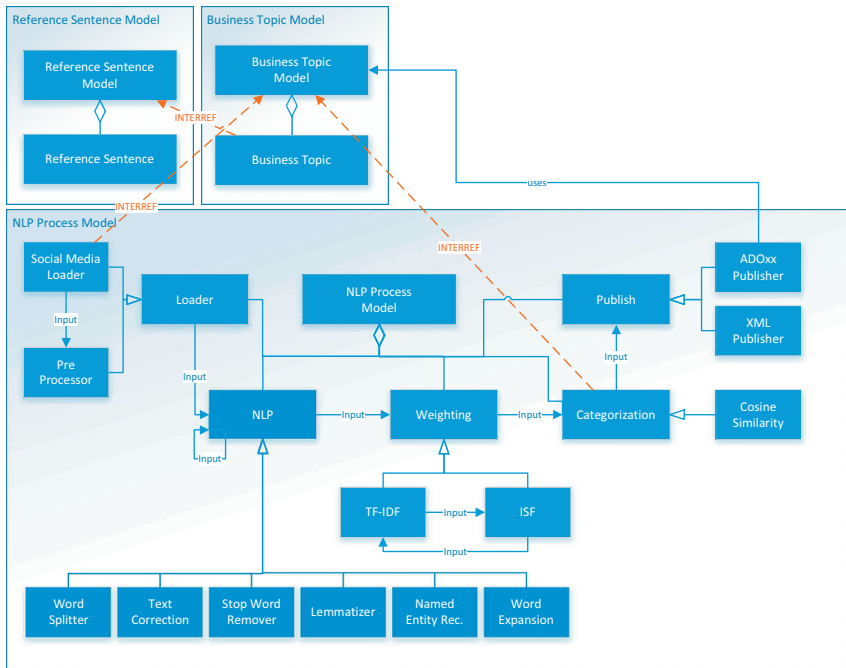 Reference Sentence Model
Business Topic Model
Reference Sentence
Model
Business Topic
Model
INTERREF
Reference Sentence
Business Topic
uses
INTERREF
NLP Process Model
INTERREF
Social Media
Loader
ADOxx
Publisher
Loader
NLP Process
Model
Publish
Input
XML
Publisher
Pre
Processor
Input
Input
NLP
Input
Weighting
Input
Categorization
Cosine
Similarity
Input
TF-IDF
Input
ISF
Input
Word
Splitter
Text
Correction
Stop Word
Remover
Lemmatizer
Named
Entity Rec.
Word
Expansion